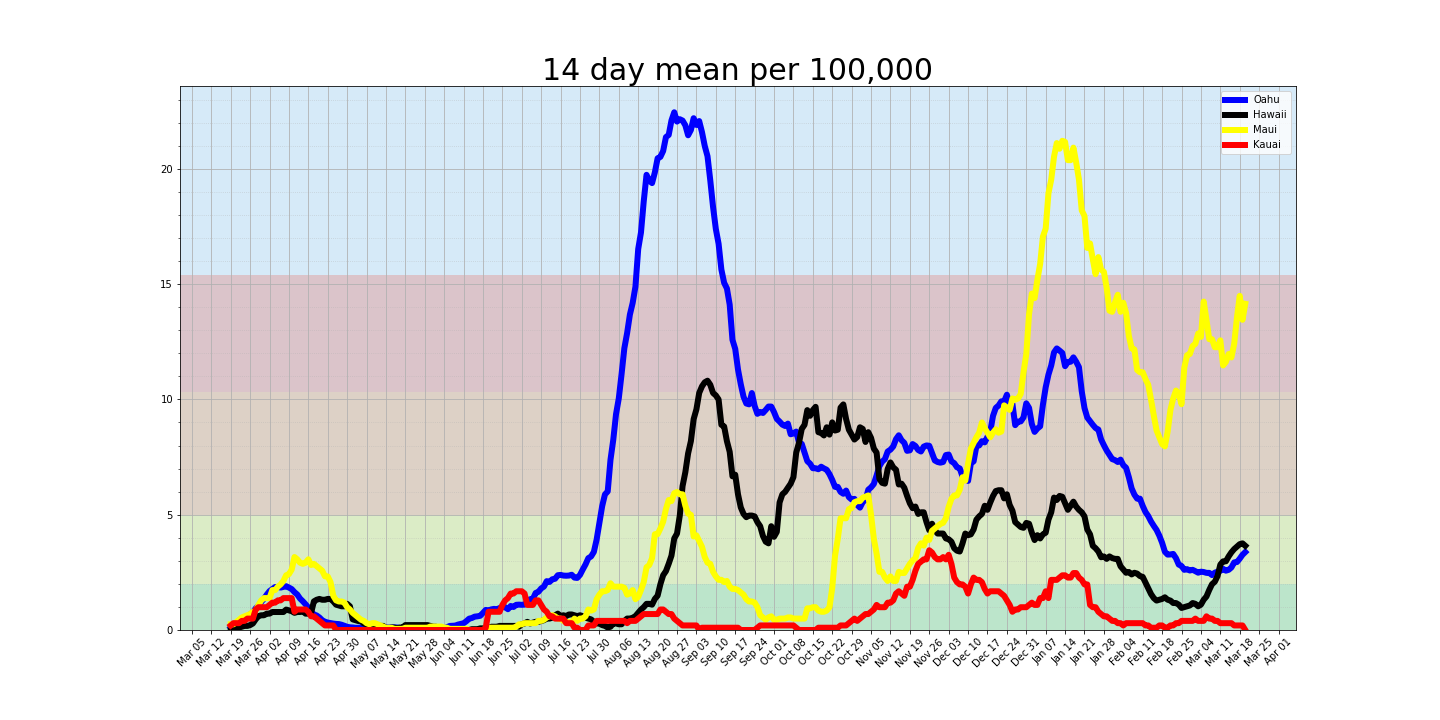 14 day mean per 100,000
Oahu
Hawaii
Maui
Kauai
20
15
10
5
0
Mar 05
Mar 12
Mar 19
Mar 26
Apr 02
Apr 09
Apr 16
Apr 23
Apr 30
May 07
May 14
May 21
May 28
Jun 04
Jun 11
Jun 18
Jun 25
Jul 02
Jul 09
Jul 16
Jul 23
Jul 30
Aug 06
Aug 13
Aug 20
Aug 27
Sep 03
Sep 10
Sep 17
Sep 24
Oct 01
Oct 08
Oct 15
Oct 22
Oct 29
Nov 05
Nov 12
Nov 19
Nov 26
Dec 03
Dec 10
Dec 17
Dec 24
Dec 31
Jan 07
Jan 14
Jan 21
Jan 28
Feb 04
Feb 11
Feb 18
Feb 25
Mar 04
Mar 11
Mar 18
Mar 25
Apr 01